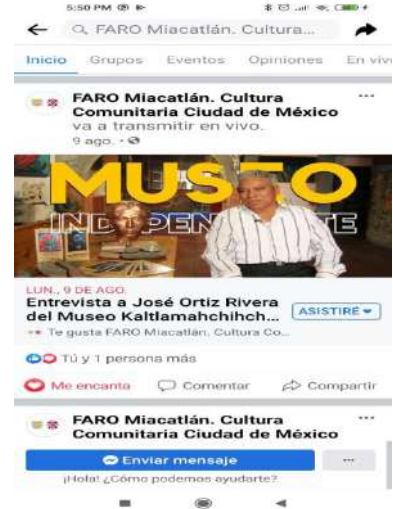 5:50 PM
FARO Miacatlán. Cultura...
Inicio Grupos Eventos Opiniones En viv
FARO Miacatlán. Cultura
Comunitaria Ciudad de México
va a transmitir en vivo.
9 ago. ·
MUSEO
INDEPENDIENTE
LUN., 9 DE AGO.
Entrevista a José Ortiz Rivera
del Museo Kaltlamahchihch...
ASISTIRÉ
Te gusta FARO Miacatlán. Cultura Co...
Tú y 1 persona más
Me encanta Comentar Compartir
FARO Miacatlán. Cultura
Comunitaria Ciudad de México
Enviar mensaje
¡Hola! ¿Cómo podemos ayudarte?